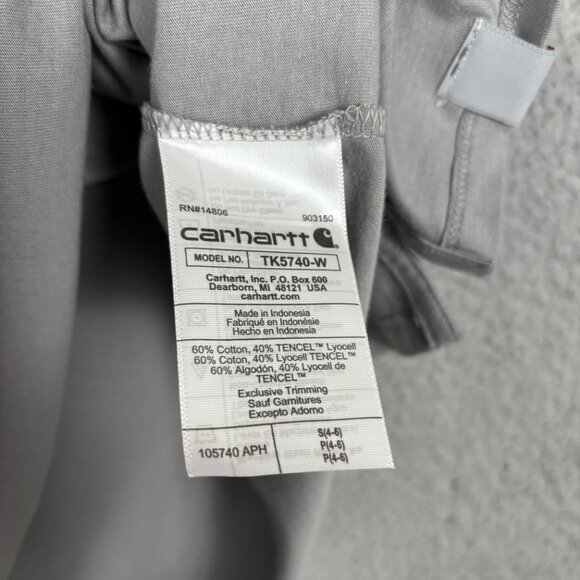 RN#14806 903150
carhartt
MODEL NO. TK5740-W
Carhartt, Inc. P.O. Box 600
Dearborn, MI 48121 USA
carhartt.com
Made in Indonesia
Fabriqué en Indonésie
Hecho en Indonesia
60% Cotton, 40% TENCEL™ Lyocell
60% Coton, 40% Lyocell TENCEL™
60% Algodón, 40% Lyocell de
TENCEL™
Exclusive Trimming
Sauf Garnitures
Excepto Adorno
105740 APH
S(4-6)
P(4-6)
P(4-6)